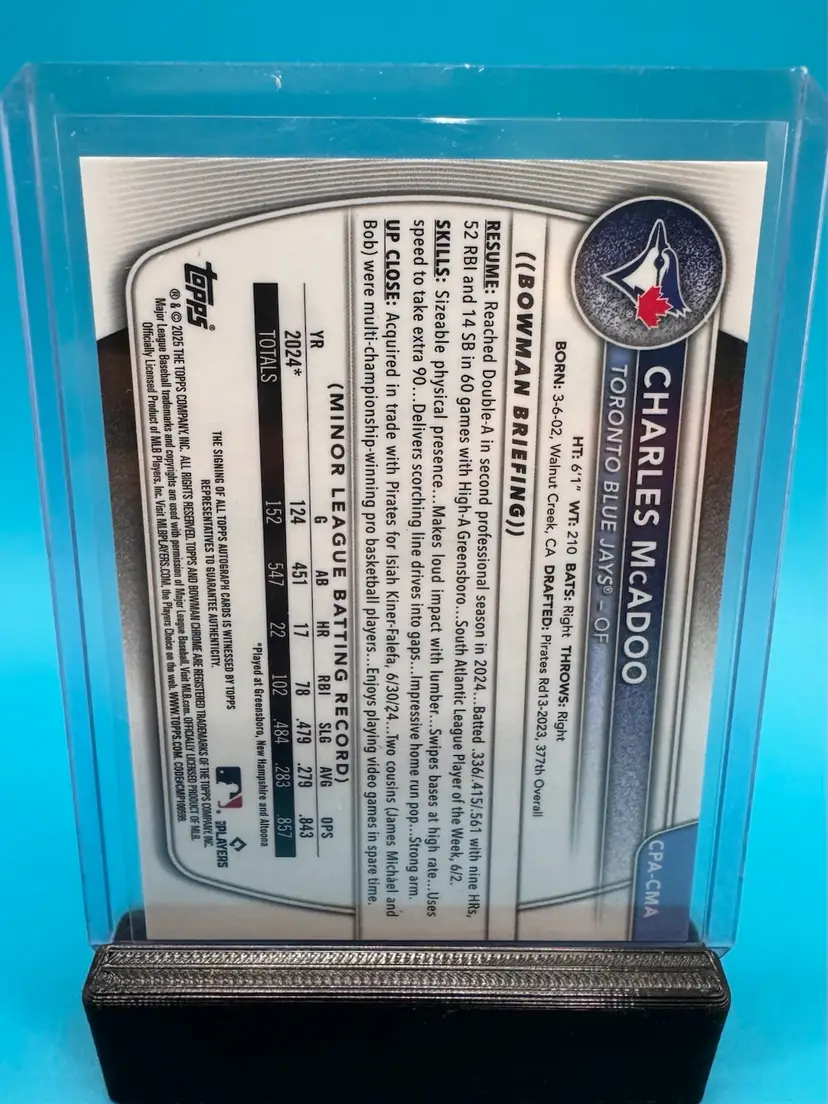 CPA-CMA
CHARLES McADOO
TORONTO BLUE JAYS® – OF
HT: 6'1" WT: 210 BATS: Right THROWS: Right
BORN: 3-6-02, Walnut Creek, CA DRAFTED: Pirates Rd13-2023, 377th Overall
((BOWMAN BRIEFING))
RESUME: Reached Double-A in second professional season in 2024...Batted .336/.415/.561 with nine HRs,
52 RBI and 14 SB in 60 games with High-A Greensboro...South Atlantic League Player of the Week, 6/2.
SKILLS: Sizeable physical presence...Makes loud impact with lumber...Swipes bases at high rate...Uses
speed to take extra 90...Delivers scorching line drives into gaps...Impressive home run pop...Strong arm.
UP CLOSE: Acquired in trade with Pirates for Isiah Kiner-Falefa, 6/30/24...Two cousins (James Michael and
Bob) were multi-championship-winning pro basketball players...Enjoys playing video games in spare time.
(MINOR LEAGUE BATTING RECORD)
YR G AB HR RBI SLG AVG OPS
2024* 124 451 17 78 .479 .279 .843
TOTALS 152 547 22 102 .484 .283 .857
*Played at Greensboro, New Hampshire and Altoona
THE SIGNING OF ALL TOPPS AUTOGRAPH CARDS IS WITNESSED BY TOPPS
REPRESENTATIVES TO GUARANTEE AUTHENTICITY.
topps®
MLB PLAYERS
® & © 2025 THE TOPPS COMPANY, INC. ALL RIGHTS RESERVED. TOPPS AND BOWMAN CHROME ARE REGISTERED TRADEMARKS OF THE TOPPS COMPANY, INC.
Major League Baseball trademarks and copyrights are used with permission of Major League Baseball. Visit MLB.com. OFFICIALLY LICENSED PRODUCT OF MLB
Officially Licensed Product of MLB Players, Inc. Visit MLBPLAYERS.COM, the Players Choice on the web. WWW.TOPPS.COM.